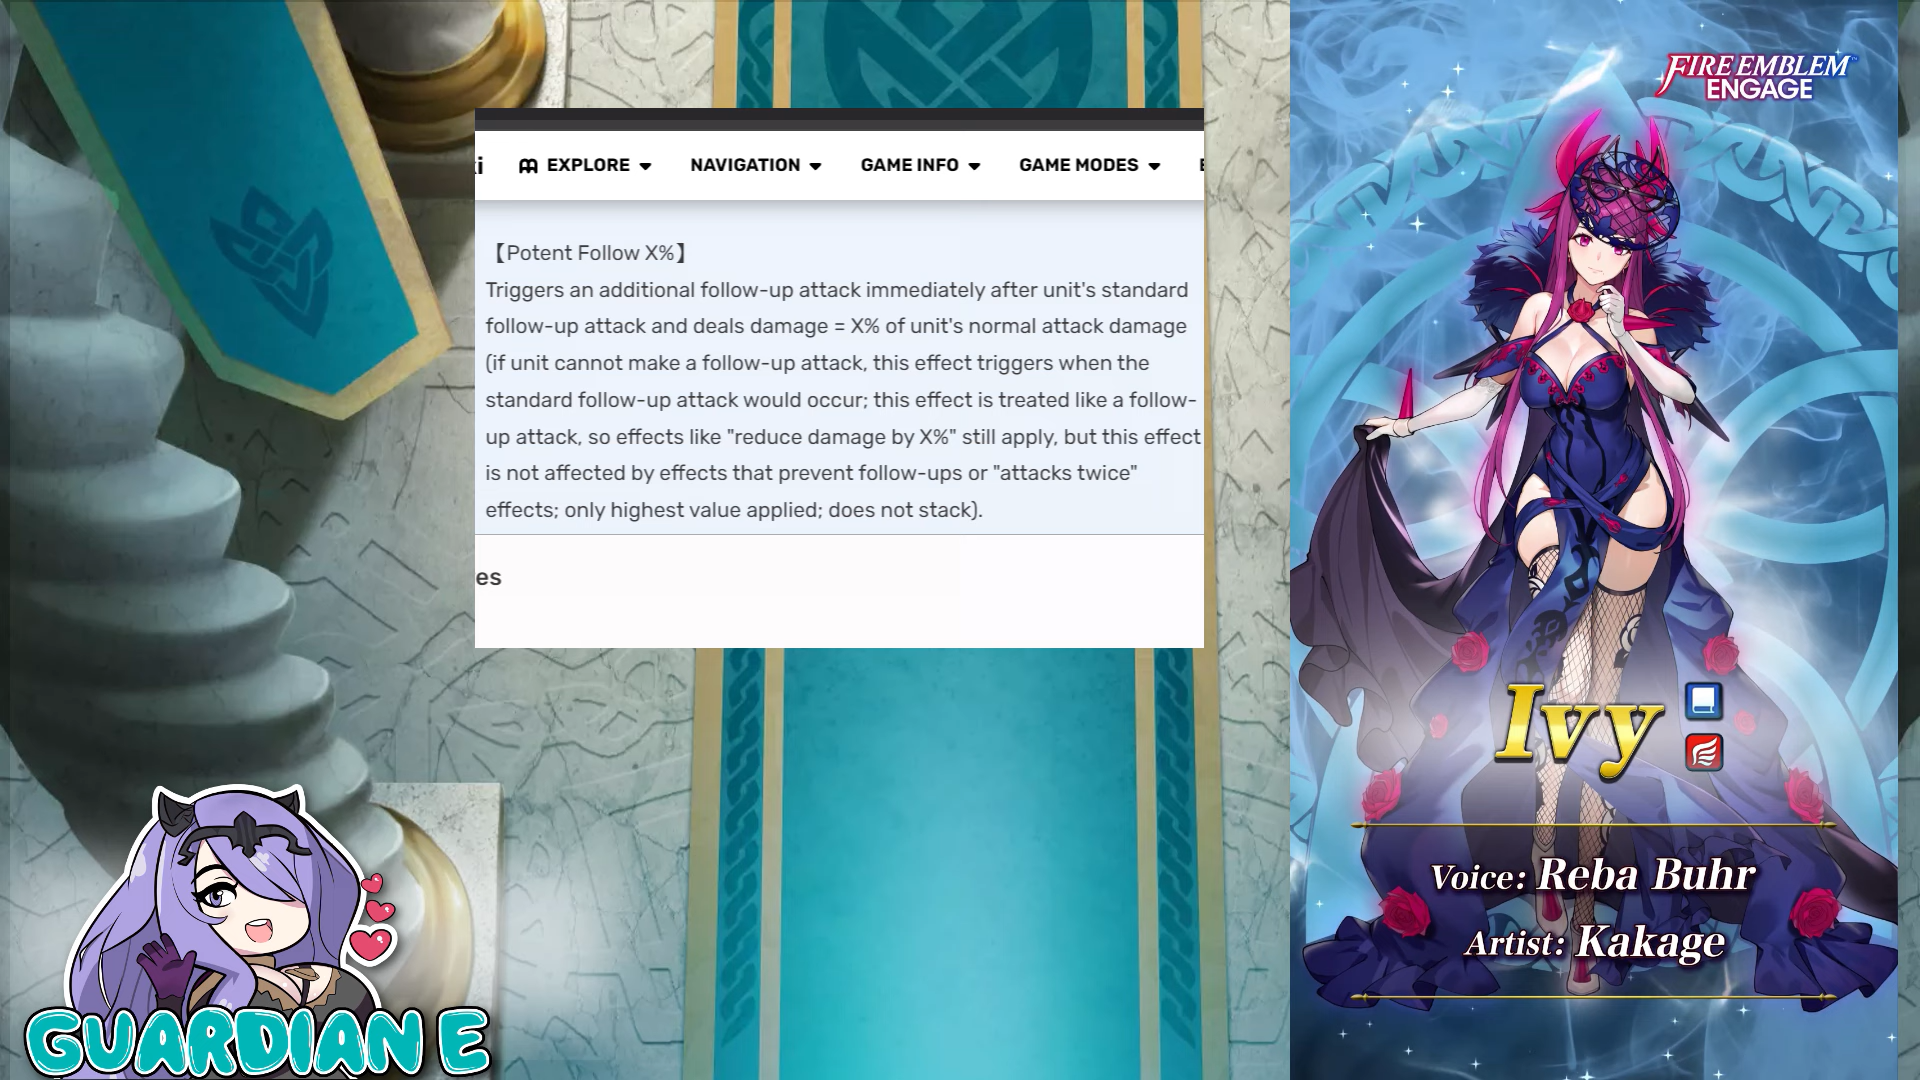 FIRE EMBLEM
ENGAGE
EXPLORE NAVIGATION GAME INFO GAME MODES
【Potent Follow X%】
Triggers an additional follow-up attack immediately after unit's standard
follow-up attack and deals damage = X% of unit's normal attack damage
(if unit cannot make a follow-up attack, this effect triggers when the
standard follow-up attack would occur; this effect is treated like a follow-
up attack, so effects like "reduce damage by X%" still apply, but this effect
is not affected by effects that prevent follow-ups or "attacks twice"
effects; only highest value applied; does not stack).
es
Ivy
Voice: Reba Buhr
Artist: Kakage
GUARDIAN E